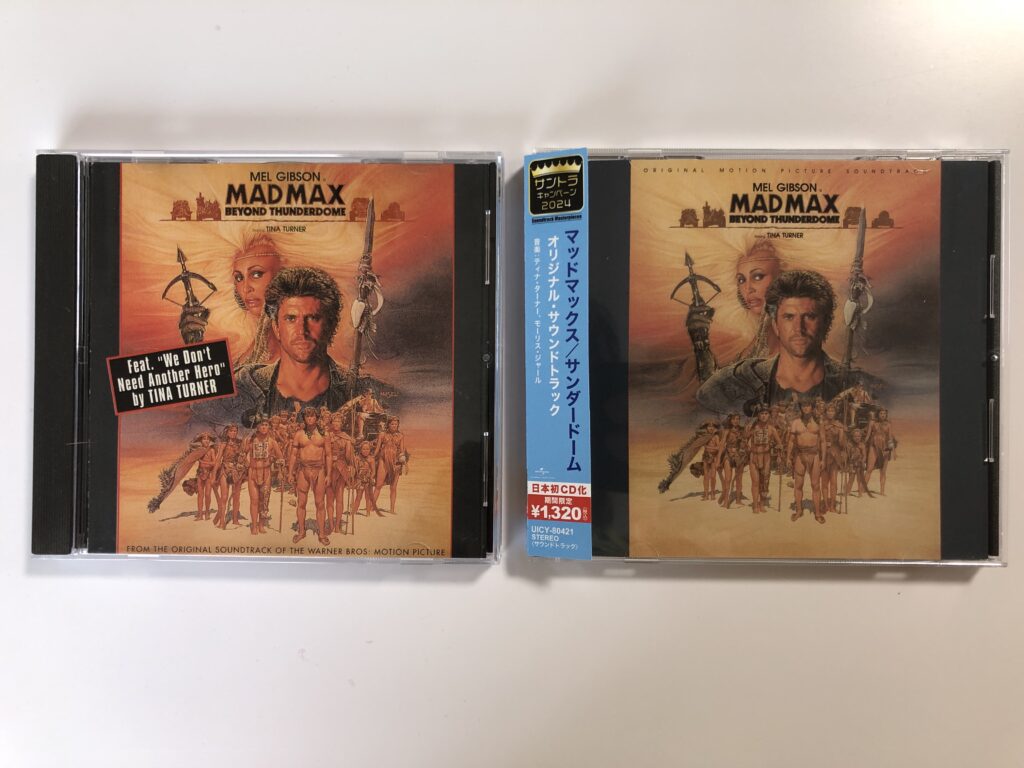 MEL GIBSON
MAD MAX
BEYOND THUNDERDOME
TINA TURNER
Feat. "We Don't
Need Another Hero"
by TINA TURNER
FROM THE ORIGINAL SOUNDTRACK OF THE WARNER BROS. MOTION PICTURE
サントラ
キャンペーン
2024
Soundtrack Masterpieces
マッドマックス／サンダードーム
オリジナル・サウンドトラック
音楽：ティナ・ターナー、モーリス・ジャール
日本初CD化
期間限定
¥1,320(税込)
UICY-80421
STEREO
(サウンドトラック)
ORIGINAL MOTION PICTURE SOUNDTRACK
MEL GIBSON
MAD MAX
BEYOND THUNDERDOME
TINA TURNER